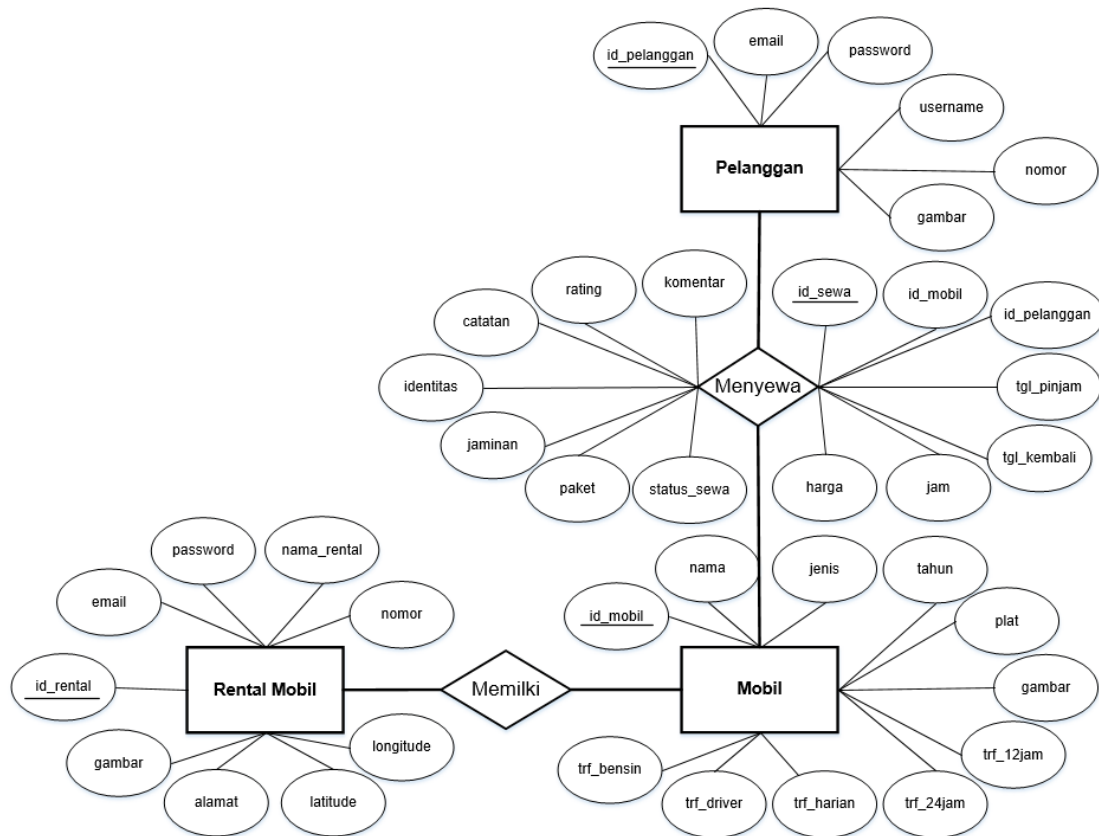 email
id_pelanggan
password
username
Pelanggan
nomor
gambar
komentar
id_sewa
id_mobil
rating
id_pelanggan
catatan
identitas
Menyewa
tgl_pinjam
jaminan
tgl_kembali
paket
status_sewa
harga
jam
password
nama_rental
nama
jenis
tahun
email
nomor
id_mobil
plat
id_rental
Rental Mobil
Memilki
Mobil
gambar
gambar
longitude
trf_bensin
trf_12jam
alamat
latitude
trf_driver
trf_harian
trf_24jam